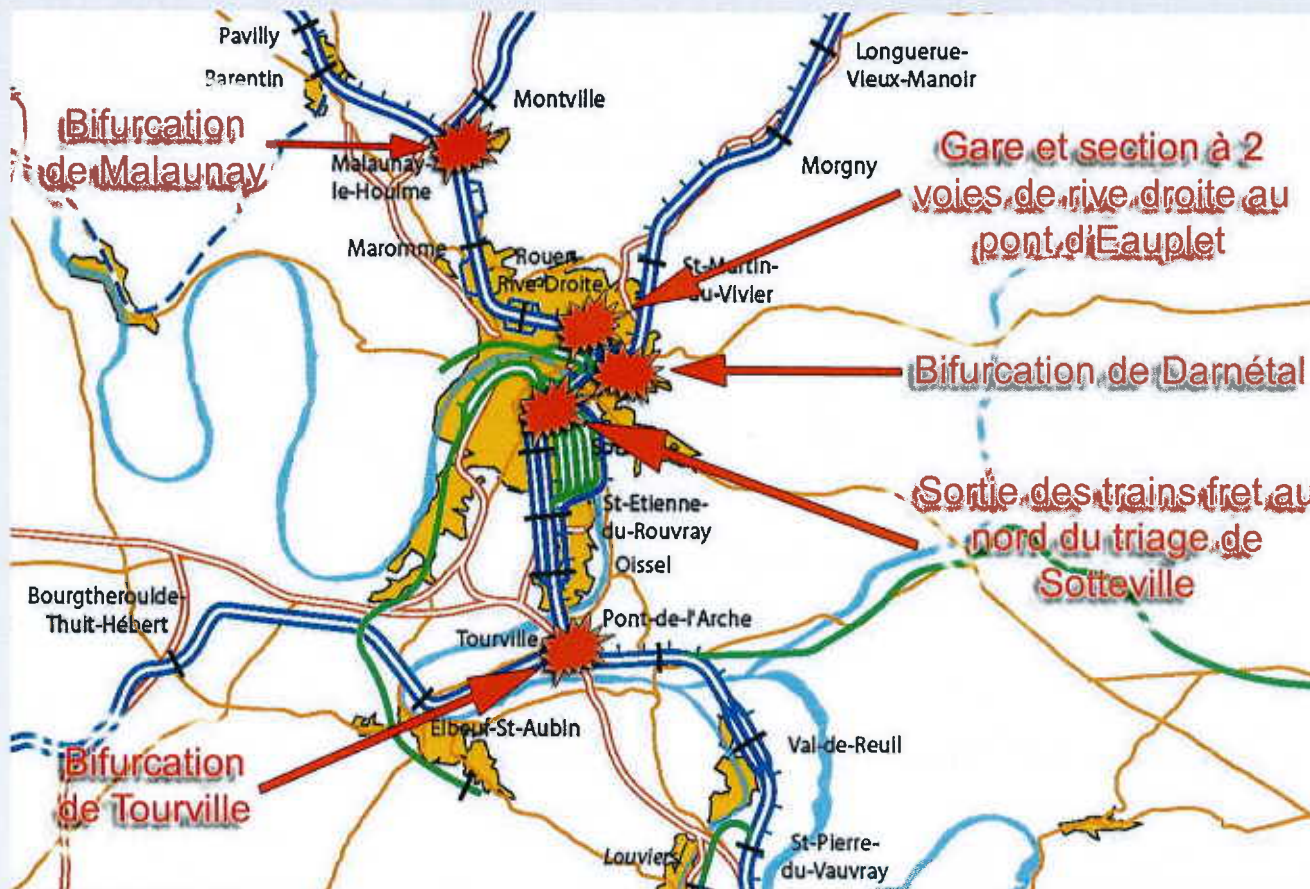 Pavilly
Barentin
Longuerue-
Vieux-Manoir
Montville
Bifurcation
de Malaunay
Malaunay-
le-Houlme
Morgny
Gare et section à 2
voies de rive droite au
pont d'Eauplet
Maromme
Rouen-
Rive-Droite
St-Martin-
du-Vivier
Bifurcation de Darnétal
St-Etienne-
du-Rouvray
Sortie des trains fret au
nord du triage de
Sotteville
Oissel
Bourgtheroulde-
Thuit-Hébert
Tourville
Pont-de-l'Arche
Elbeuf-St-Aubin
Val-de-Reuil
Bifurcation
de Tourville
Louviers
St-Pierre-
du-Vauvray